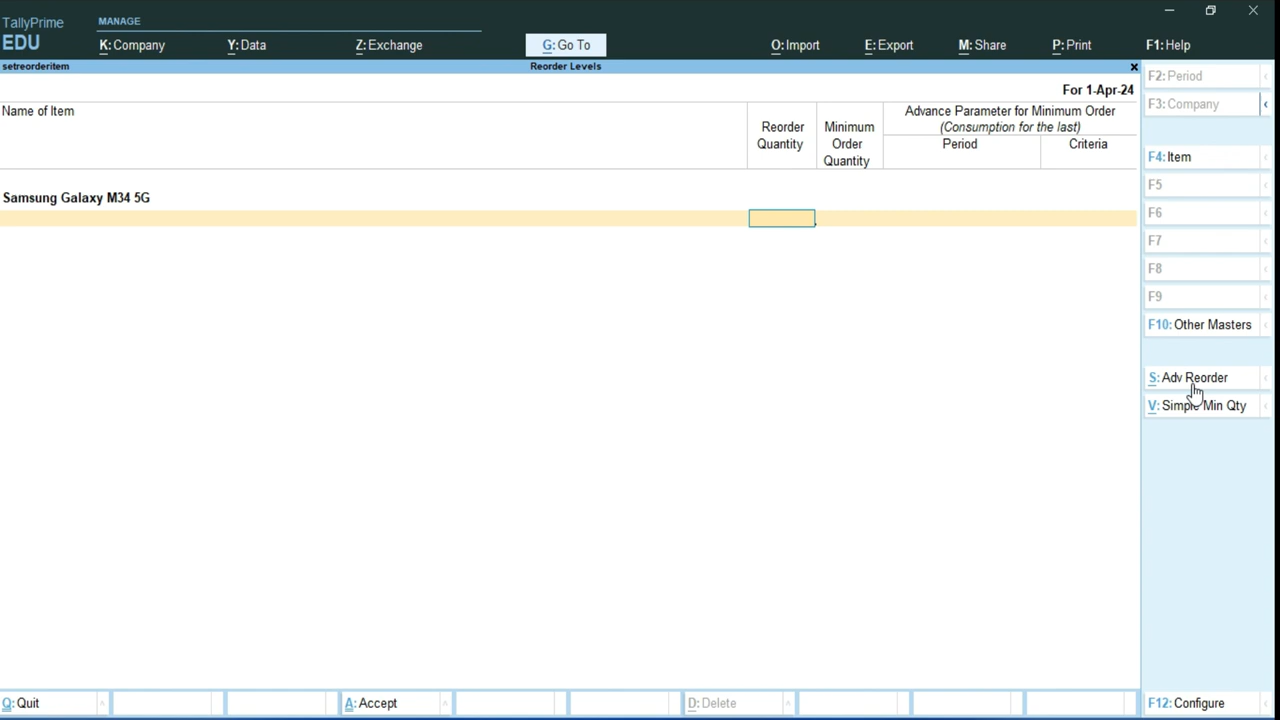 TallyPrime
EDU
MANAGE
K: Company
Y: Data
Z: Exchange
G: Go To
O: Import
E: Export
M: Share
P: Print
F1: Help
setreorderitem
Reorder Levels
For 1-Apr-24
Name of Item
Reorder
Quantity
Minimum
Order
Quantity
Advance Parameter for Minimum Order
(Consumption for the last)
Period
Criteria
Samsung Galaxy M34 5G
F2: Period
F3: Company
F4: Item
F5
F6
F7
F8
F9
F10: Other Masters
S: Adv Reorder
V: Simple Min Qty
Q: Quit
A: Accept
D: Delete
F12: Configure